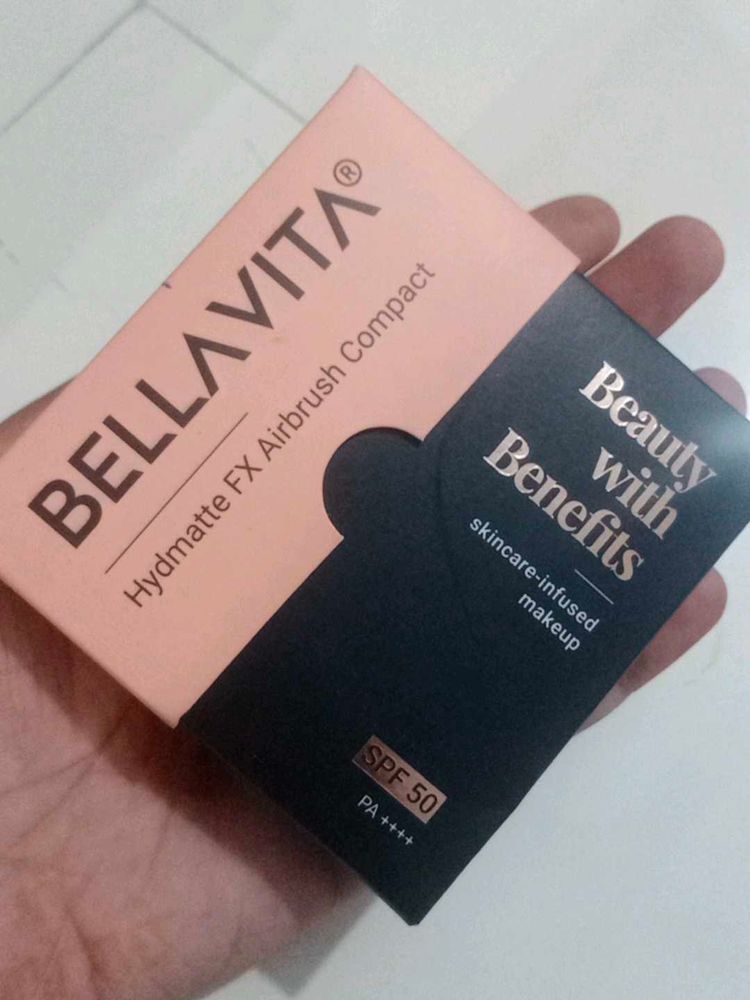 BELLAVITA®
Hydmatte FX Airbrush Compact
Beauty
with
Benefits
skincare-infused
makeup
SPF 50
PA ++++